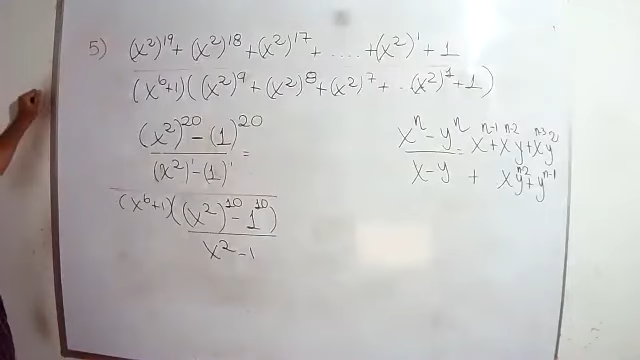 5) (x²)¹⁹ + (x²)¹⁸ + (x²)¹⁷ + ..... + (x²)¹ + 1
(x⁶+1)((x²)⁹ + (x²)⁸ + (x²)⁷ + .. (x²)¹ + 1)
(x²)²⁰ - (1)²⁰
(x²)¹ - (1)¹ =
(x⁶+1)((x²)¹⁰ - 1¹⁰)
x² - 1
xⁿ - yⁿ = xⁿ⁻¹ + xⁿ⁻²y + xⁿ⁻³y²
x - y + xyⁿ⁻² + yⁿ⁻¹